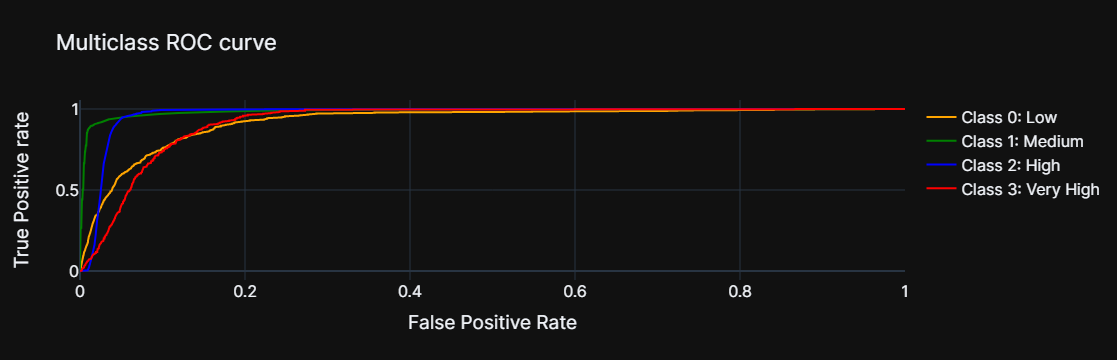 Multiclass ROC curve
True Positive rate
1
0.5
0
0
0.2
0.4
0.6
0.8
1
False Positive Rate
Class 0: Low
Class 1: Medium
Class 2: High
Class 3: Very High